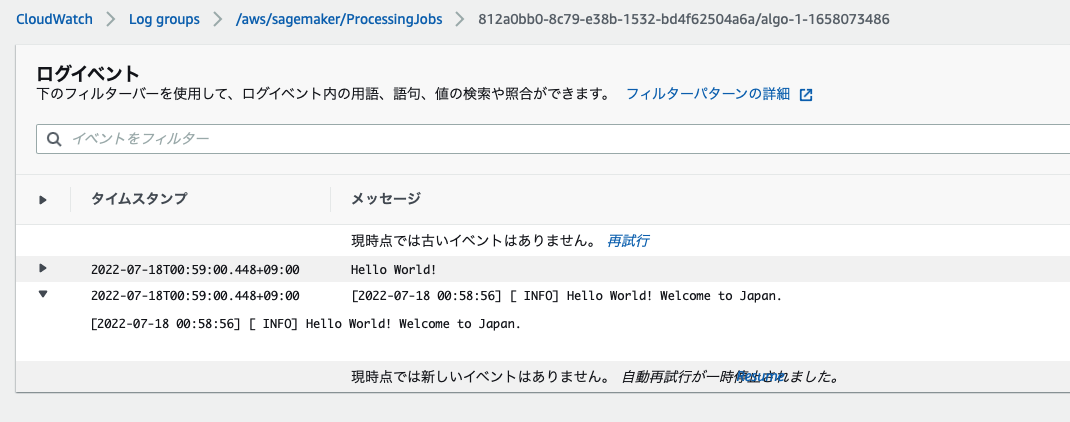 CloudWatch > Log groups > /aws/sagemaker/ProcessingJobs > 812a0bb0-8c79-e38b-1532-bd4f62504a6a/algo-1-1658073486
ログイベント
下のフィルターバーを使用して、ログイベント内の用語、語句、値の検索や照合ができます。 フィルターパターンの詳細
イベントをフィルター
タイムスタンプ メッセージ
現時点では古いイベントはありません。 再試行
2022-07-18T00:59:00.448+09:00 Hello World!
2022-07-18T00:59:00.448+09:00 [2022-07-18 00:58:56] [ INFO] Hello World! Welcome to Japan.
[2022-07-18 00:58:56] [ INFO] Hello World! Welcome to Japan.
現時点では新しいイベントはありません。 自動再試行が一時停止されました。 Resume